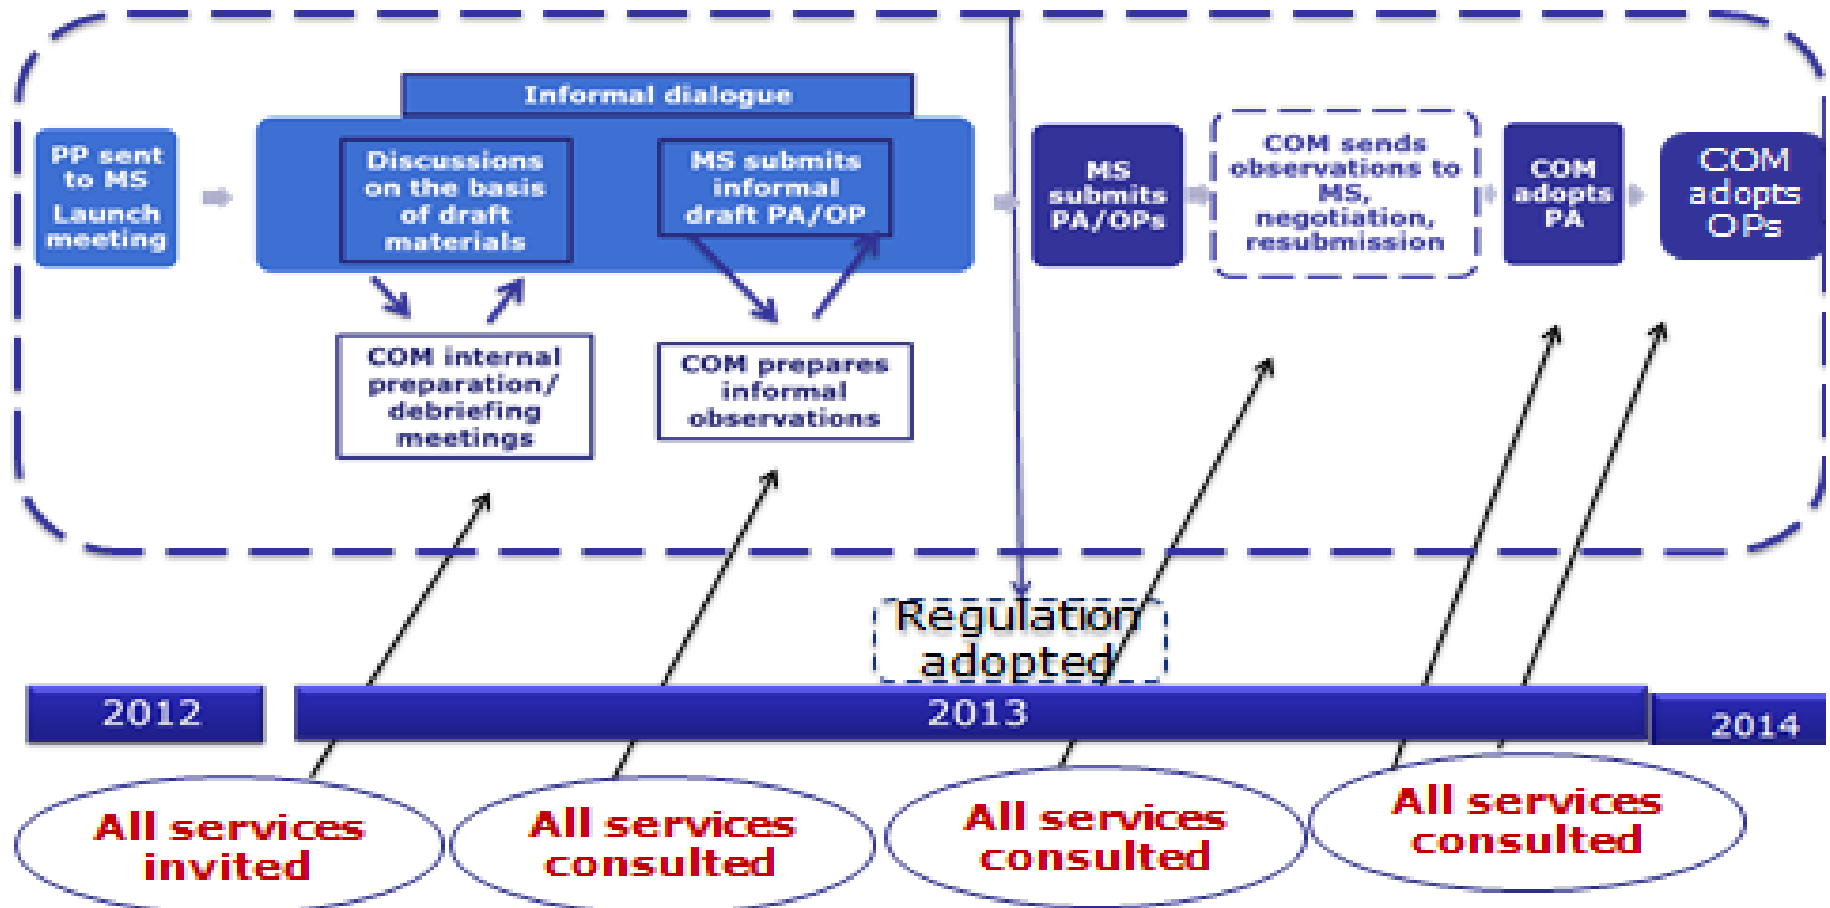 Informal dialogue
PP sent
to MS
Launch
meeting
Discussions
on the basis
of draft
materials
MS submits
informal
draft PA/OP
MS
submits
PA/OPs
COM sends
observations to
MS,
negotiation,
resubmission
COM
adopts
PA
COM
adopts
OPs
COM internal
preparation/
debriefing
meetings
COM prepares
informal
observations
Regulation
adopted
2012
2013
2014
All services
invited
All services
consulted
All services
consulted
All services
consulted